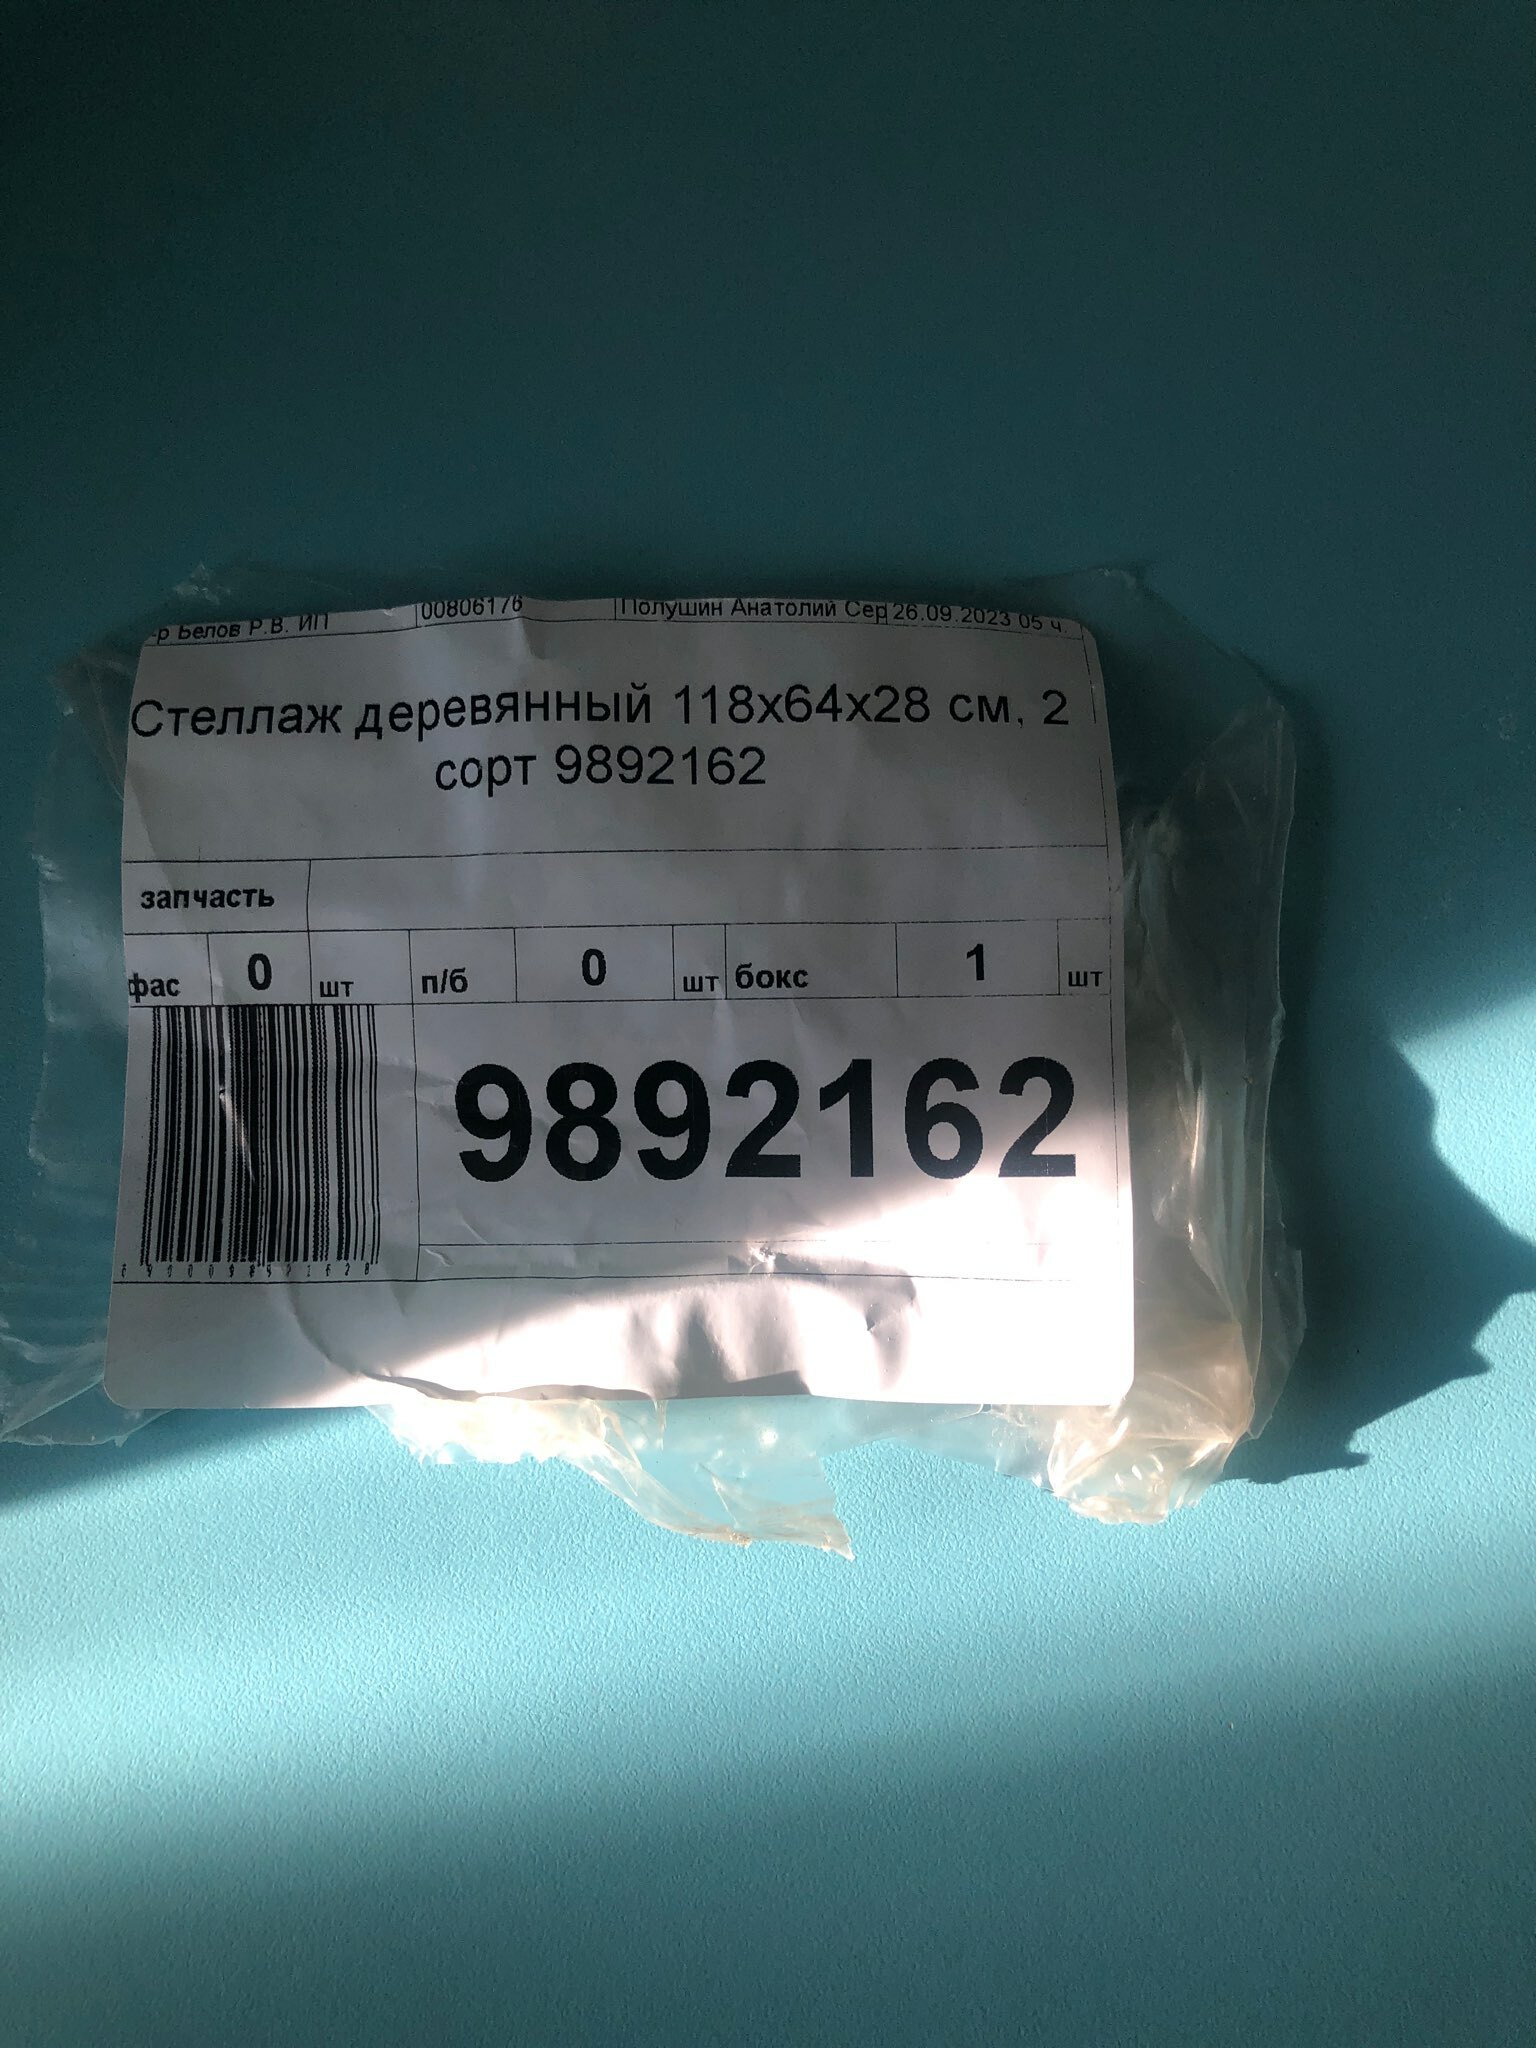 -р Белов Р.В. ИП 00806176 Полушин Анатолий Сер 26.09.2023 05 ч.
Стеллаж деревянный 118х64х28 см, 2
сорт 9892162
запчасть
фас 0 шт п/б 0 шт бокс 1 шт
9892162